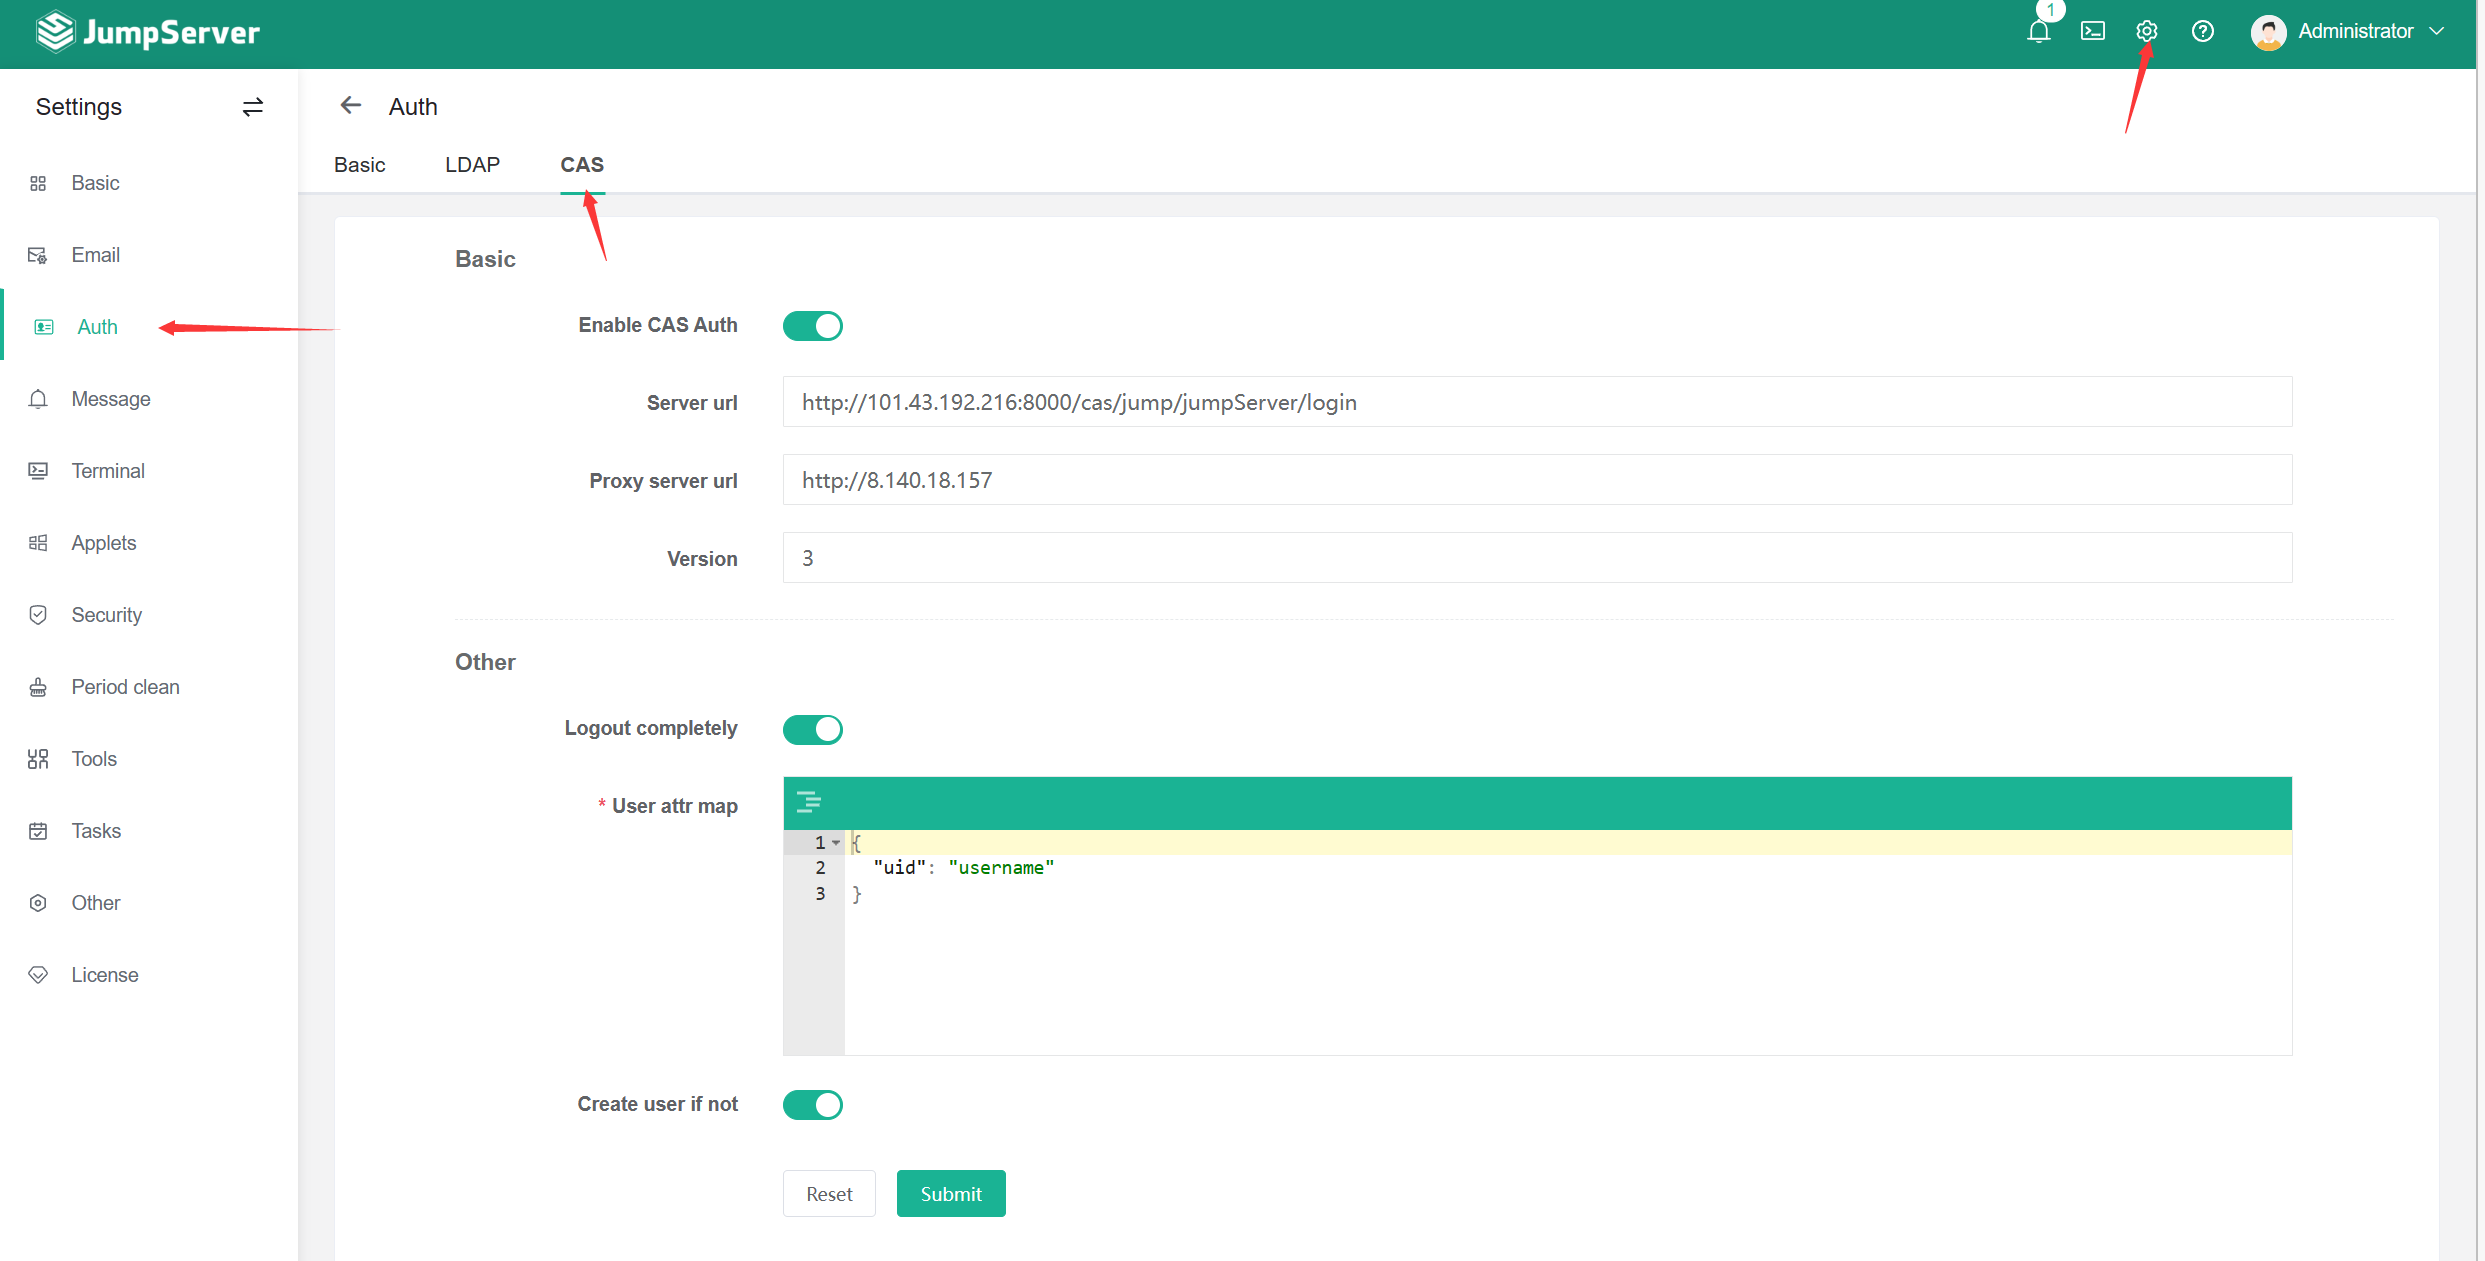 JumpServer
1
Administrator
Settings
Auth
Basic
LDAP
CAS
Basic
Email
Auth
Message
Terminal
Applets
Security
Period clean
Tools
Tasks
Other
License
Basic
Enable CAS Auth
Server url
http://101.43.192.216:8000/cas/jump/jumpServer/login
Proxy server url
http://8.140.18.157
Version
3
Other
Logout completely
* User attr map
1 {
2 "uid": "username"
3 }
Create user if not
Reset
Submit